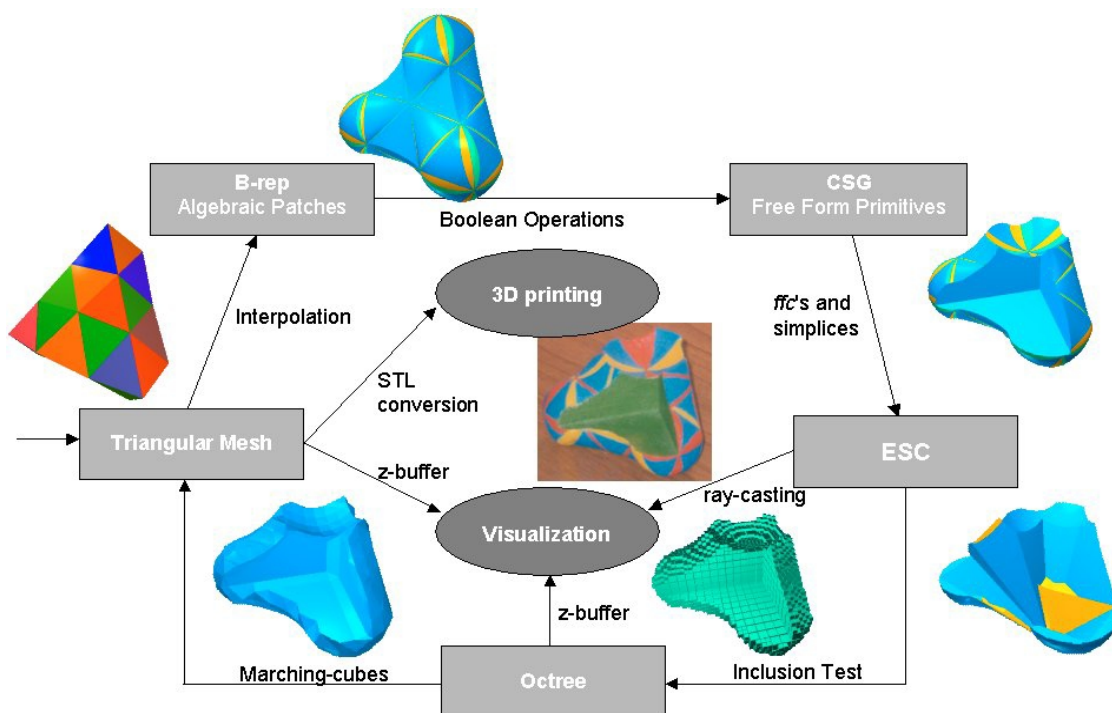 B-rep
Algebraic Patches
CSG
Free Form Primitives
Boolean Operations
3D printing
ffc's and
simplices
Interpolation
STL
conversion
Triangular Mesh
ESC
z-buffer
ray-casting
Visualization
z-buffer
Marching-cubes
Octree
Inclusion Test